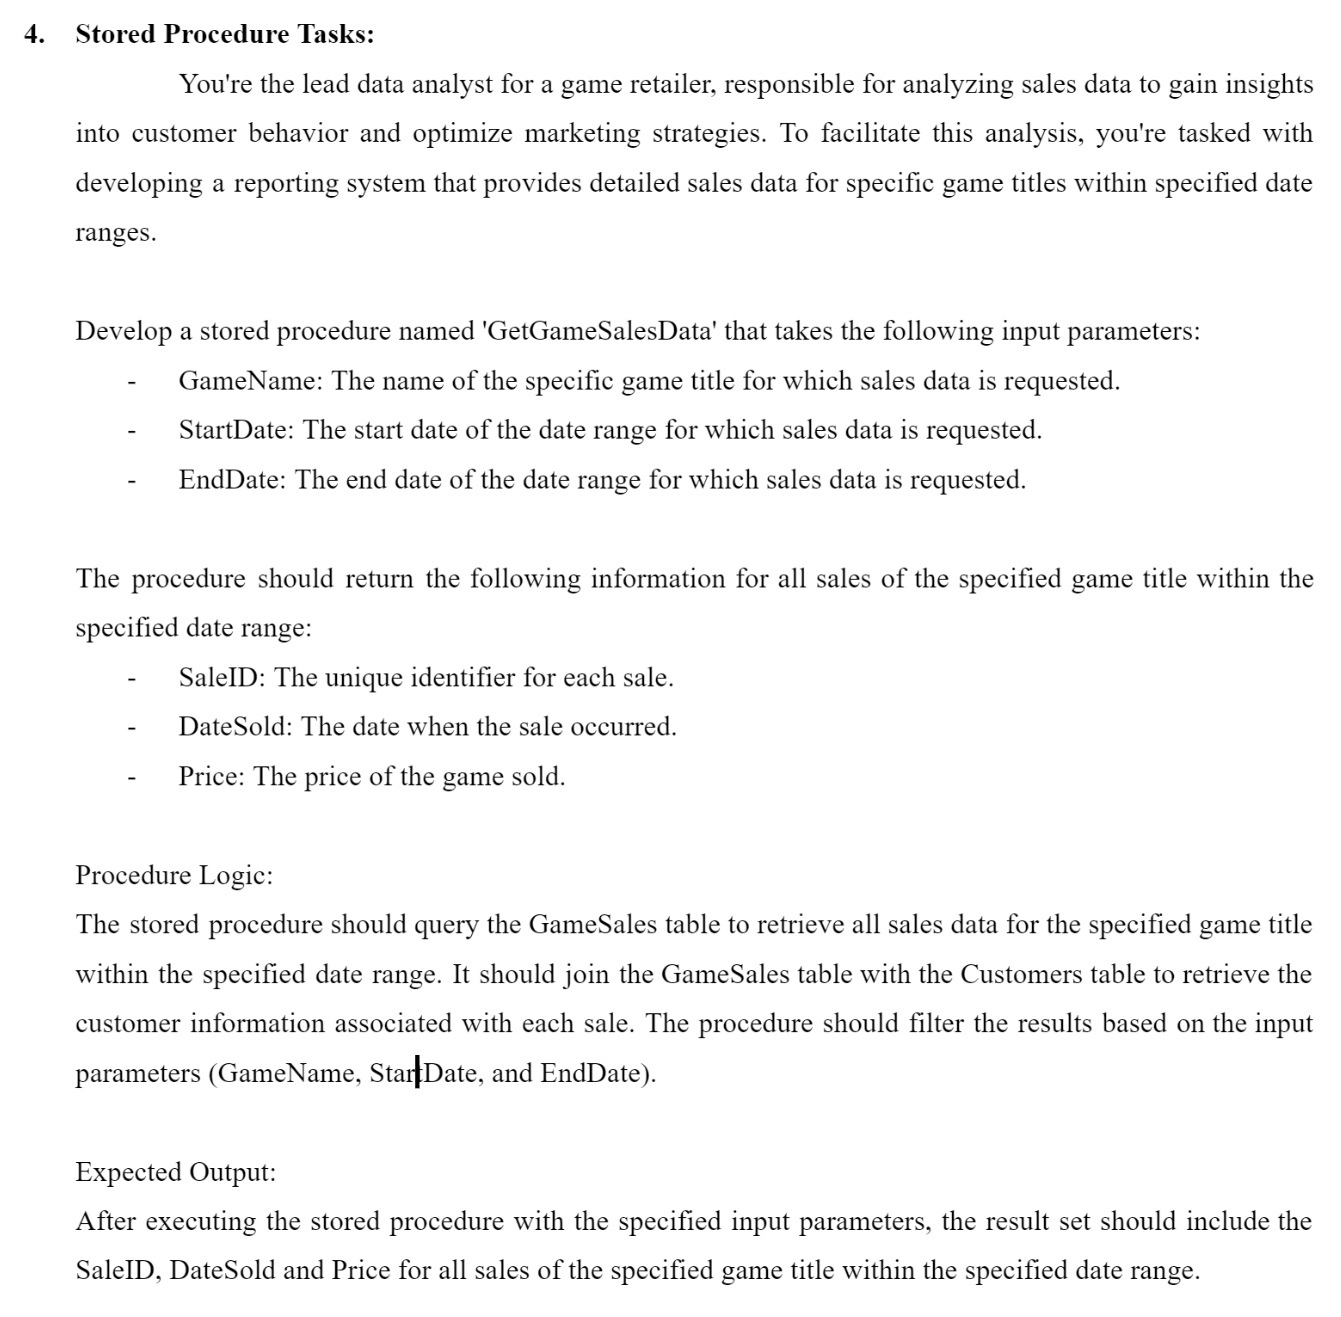 4. Stored Procedure Tasks:
You're the lead data analyst for a game retailer, responsible for analyzing sales data to gain insights
into customer behavior and optimize marketing strategies. To facilitate this analysis, you're tasked with
developing a reporting system that provides detailed sales data for specific game titles within specified date
ranges.
Develop a stored procedure named 'GetGameSalesData' that takes the following input parameters:
- GameName: The name of the specific game title for which sales data is requested.
- StartDate: The start date of the date range for which sales data is requested.
- EndDate: The end date of the date range for which sales data is requested.
The procedure should return the following information for all sales of the specified game title within the
specified date range:
- SaleID: The unique identifier for each sale.
- DateSold: The date when the sale occurred.
- Price: The price of the game sold.
Procedure Logic:
The stored procedure should query the GameSales table to retrieve all sales data for the specified game title
within the specified date range. It should join the GameSales table with the Customers table to retrieve the
customer information associated with each sale. The procedure should filter the results based on the input
parameters (GameName, StartDate, and EndDate).
Expected Output:
After executing the stored procedure with the specified input parameters, the result set should include the
SaleID, DateSold and Price for all sales of the specified game title within the specified date range.